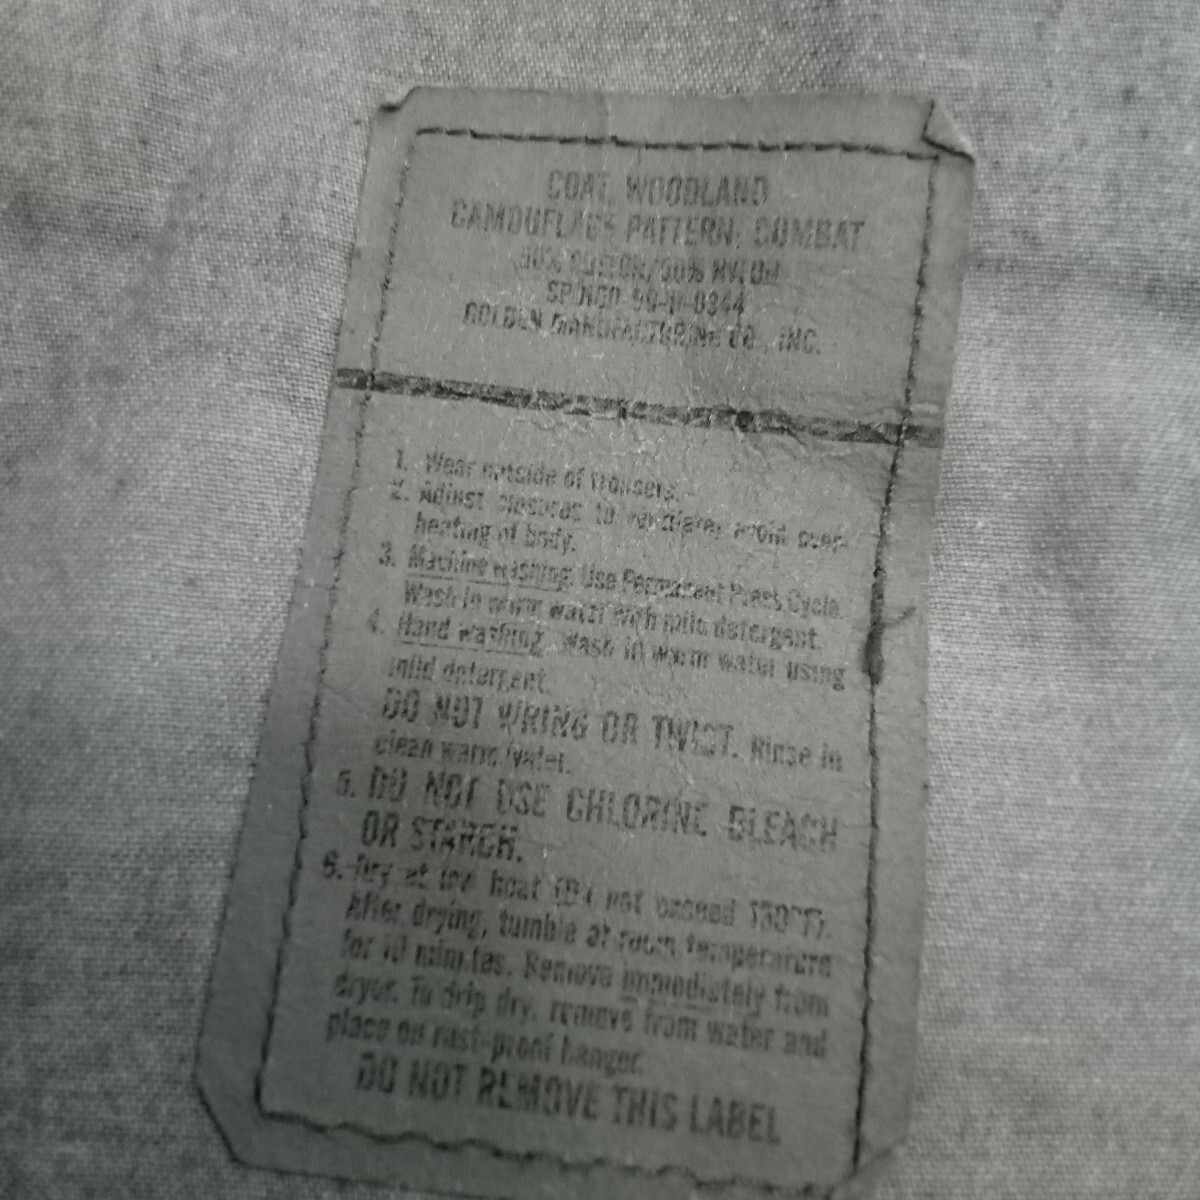 COAT, WOODLAND
CAMOUFLAGE PATTERN, COMBAT
50% COTTON/50% NYLON
GOLDEN MANUFACTURING CO., INC.
1. Wear outside of trousers.
2. Adjust closures to ventilate; avoid over-
heating of body.
3. Machine Washing: Use Permanent Press Cycle.
Wash in warm water with mild detergent.
4. Hand washing: Wash in warm water using
mild detergent.
DO NOT WRING OR TWIST. Rinse in
clean warm water.
5. DO NOT USE CHLORINE BLEACH
OR STARCH.
6. Dry at low heat (Do not exceed 130°F).
After drying, tumble at room temperature
for 10 minutes. Remove immediately from
dryer. To drip dry, remove from water and
place on rust-proof hanger.
DO NOT REMOVE THIS LABEL